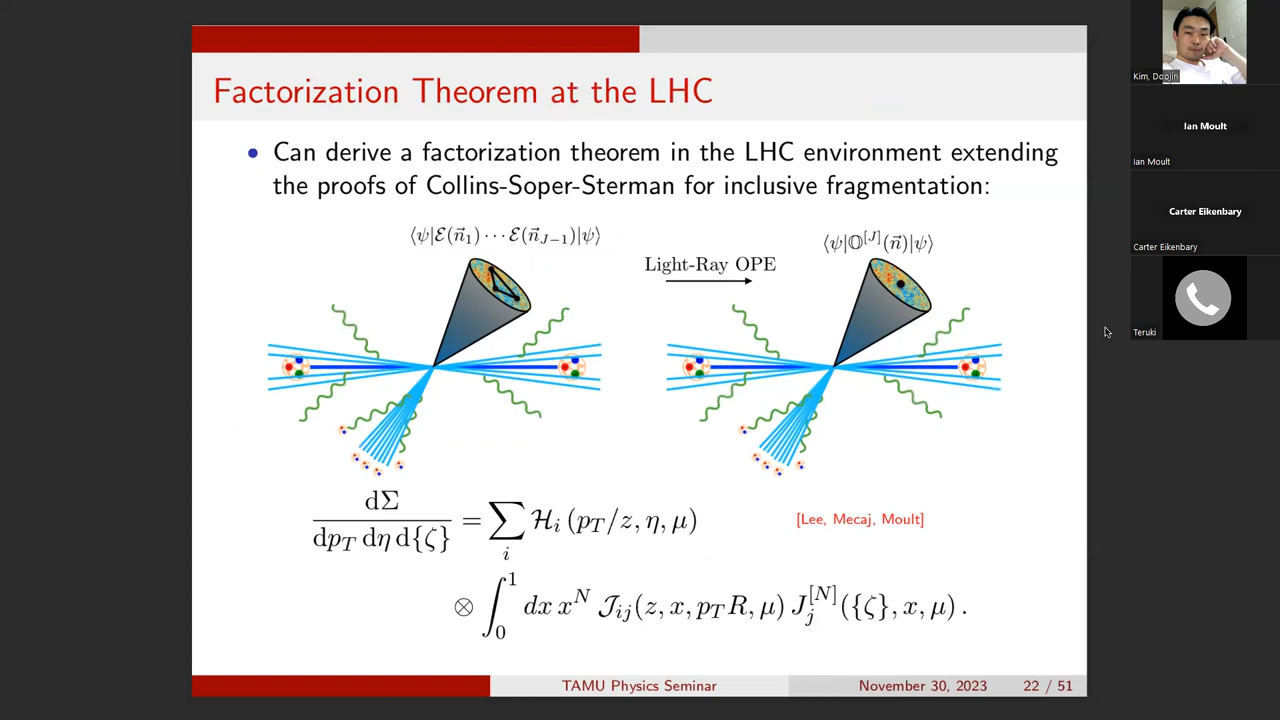 Factorization Theorem at the LHC
• Can derive a factorization theorem in the LHC environment extending
the proofs of Collins-Soper-Sterman for inclusive fragmentation:
⟨ψ|ℰ(n⃗₁) ··· ℰ(n⃗_{J−1})|ψ⟩
Light-Ray OPE
⟨ψ|𝕆^{[J]}(n⃗)|ψ⟩
dΣ / (dp_T dη d{ζ}) = ∑_i ℋ_i (p_T/z, η, μ)
[Lee, Mecaj, Moult]
⊗ ∫_0^1 dx x^N 𝒥_{ij}(z, x, p_T R, μ) J_j^{[N]}({ζ}, x, μ) .
TAMU Physics Seminar
November 30, 2023
22 / 51
Kim, Doojin
Ian Moult
Ian Moult
Carter Eikenbary
Carter Eikenbary
Teruki